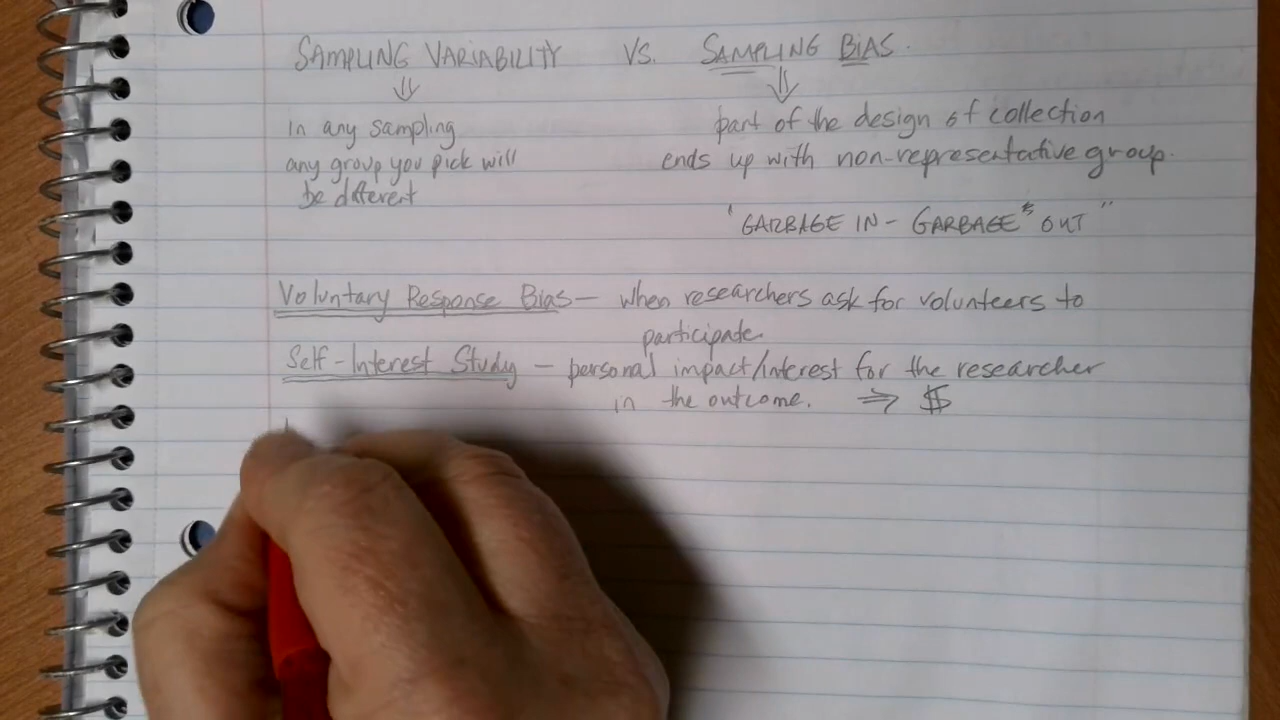 SAMPLING VARIABILITY VS. SAMPLING BIAS.
in any sampling
any group you pick will
be different
part of the design of collection
ends up with non-representative group.
"GARBAGE IN - GARBAGE OUT"
Voluntary Response Bias - when researchers ask for volunteers to
participate.
Self-Interest Study - personal impact/interest for the researcher
in the outcome. ⇒ $